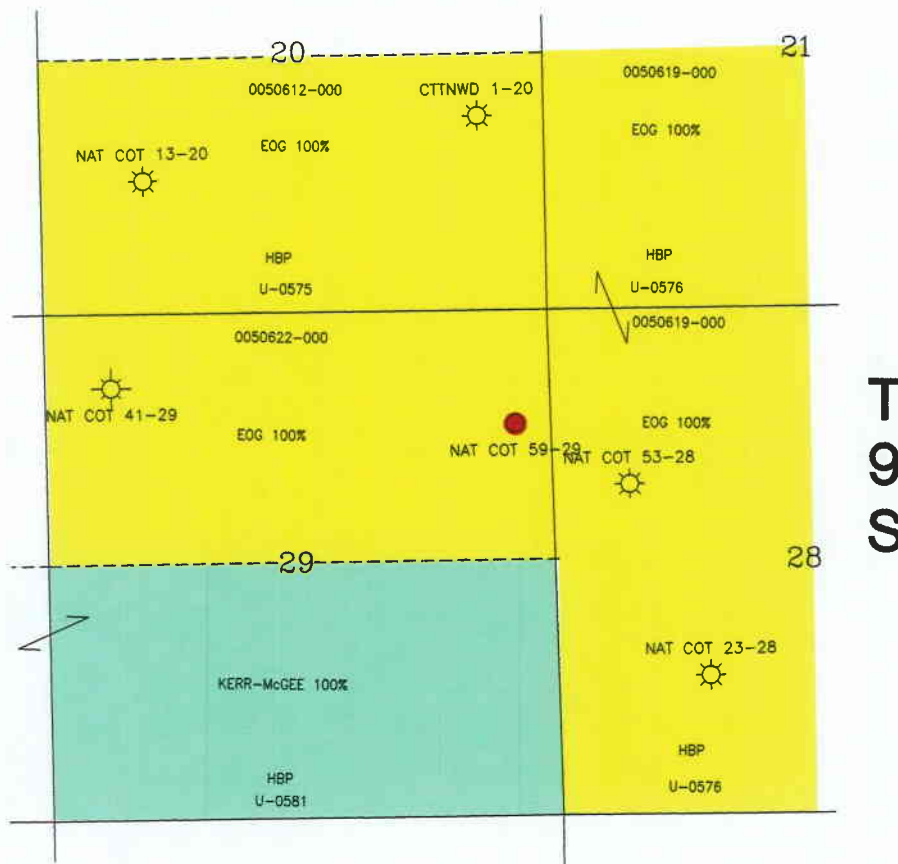 20
21
0050612-000
CTTNWD 1-20
0050619-000
EOG 100%
EOG 100%
NAT COT 13-20
HBP
U-0575
HBP
U-0576
0050622-000
0050619-000
NAT COT 41-29
EOG 100%
EOG 100%
NAT COT 59-29
NAT COT 53-28
T
9
S
29
28
NAT COT 23-28
KERR-McGEE 100%
HBP
U-0581
HBP
U-0576